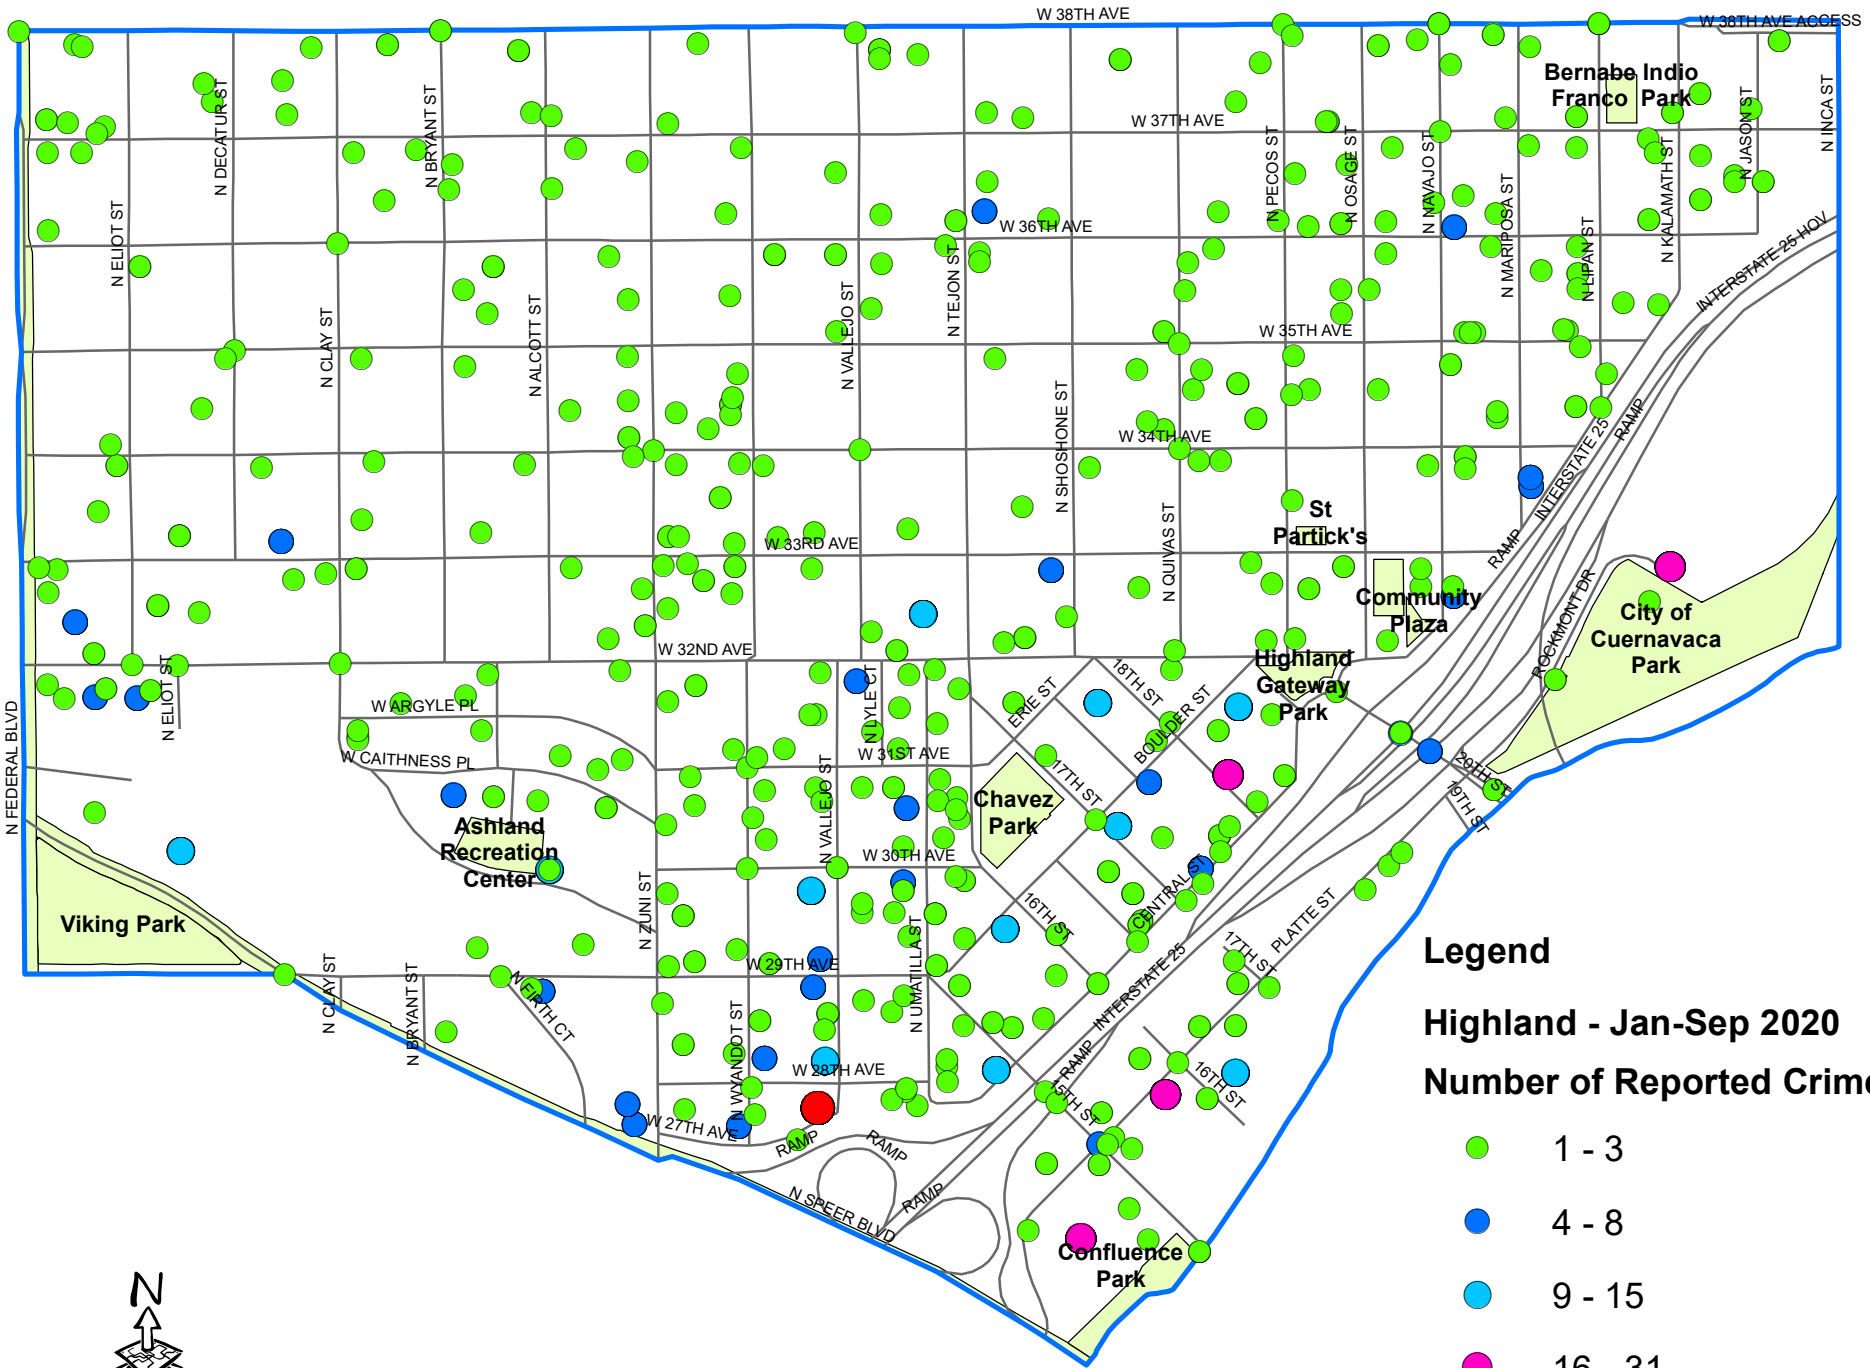 W 38TH AVE
W 38TH AVE ACCESS
Bernabe Indio
Franco Park
N DECATUR ST
N BRYANT ST
W 37TH AVE
N PECOS ST
N OSAGE ST
N NAVAJO ST
N KALAMATH ST
N JASON ST
N INCA ST
N ELIOT ST
W 36TH AVE
N MARIPOSA ST
N LIPAN ST
INTERSTATE 25 HOV
N CLAY ST
N ALCOTT ST
N VALLEJO ST
N TEJON ST
W 35TH AVE
N SHOSHONE ST
W 34TH AVE
INTERSTATE 25
RAMP
RAMP
St
Partick's
W 33RD AVE
N QUIVAS ST
Community
Plaza
ROCKMONT DR
City of
Cuernavaca
Park
W 32ND AVE
N ELIOT ST
W ARGYLE PL
N LYLE CT
ERIE ST
18TH ST
BOULDER ST
Highland
Gateway
Park
N FEDERAL BLVD
W CAITHNESS PL
W 31ST AVE
17TH ST
20TH ST
19TH ST
Chavez
Park
Ashland
Recreation
Center
N VALLEJO ST
W 30TH AVE
CENTRAL ST
Viking Park
N ZUNI ST
16TH ST
N UMATILLA ST
PLATTE ST
17TH ST
W 29TH AVE
N CLAY ST
N BRYANT ST
N FIRTH CT
INTERSTATE 25
RAMP
N WYANDOT ST
W 28TH AVE
15TH ST
16TH ST
W 27TH AVE
RAMP
RAMP
RAMP
N SPEER BLVD
Confluence
Park
N
Legend
Highland - Jan-Sep 2020
Number of Reported Crime
1 - 3
4 - 8
9 - 15
16 - 31